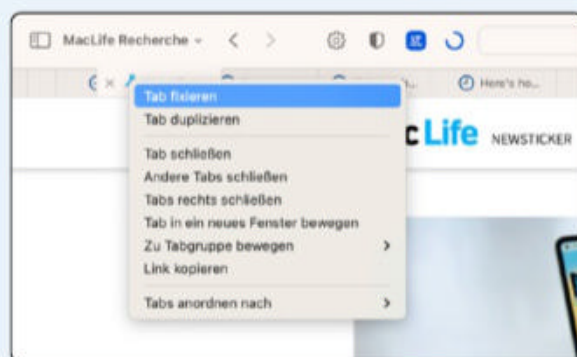 MacLife Recherche
Here's ho...
Tab fixieren
Tab duplizieren
Tab schließen
Andere Tabs schließen
Tabs rechts schließen
Tab in ein neues Fenster bewegen
Zu Tabgruppe bewegen
Link kopieren
Tabs anordnen nach
c Life NEWSTICKER